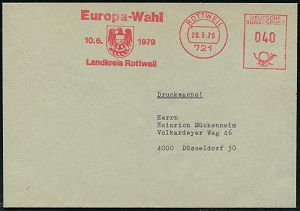 Europa-Wahl
10.6. 1979
Landkreis Rottweil
ROTTWEIL
28.3.79
721
DEUTSCHE
BUNDESPOST
040
Drucksache!
Herrn
Heinrich Mückenheim
Volkardeyer Weg 46
4000 Düsseldorf 30